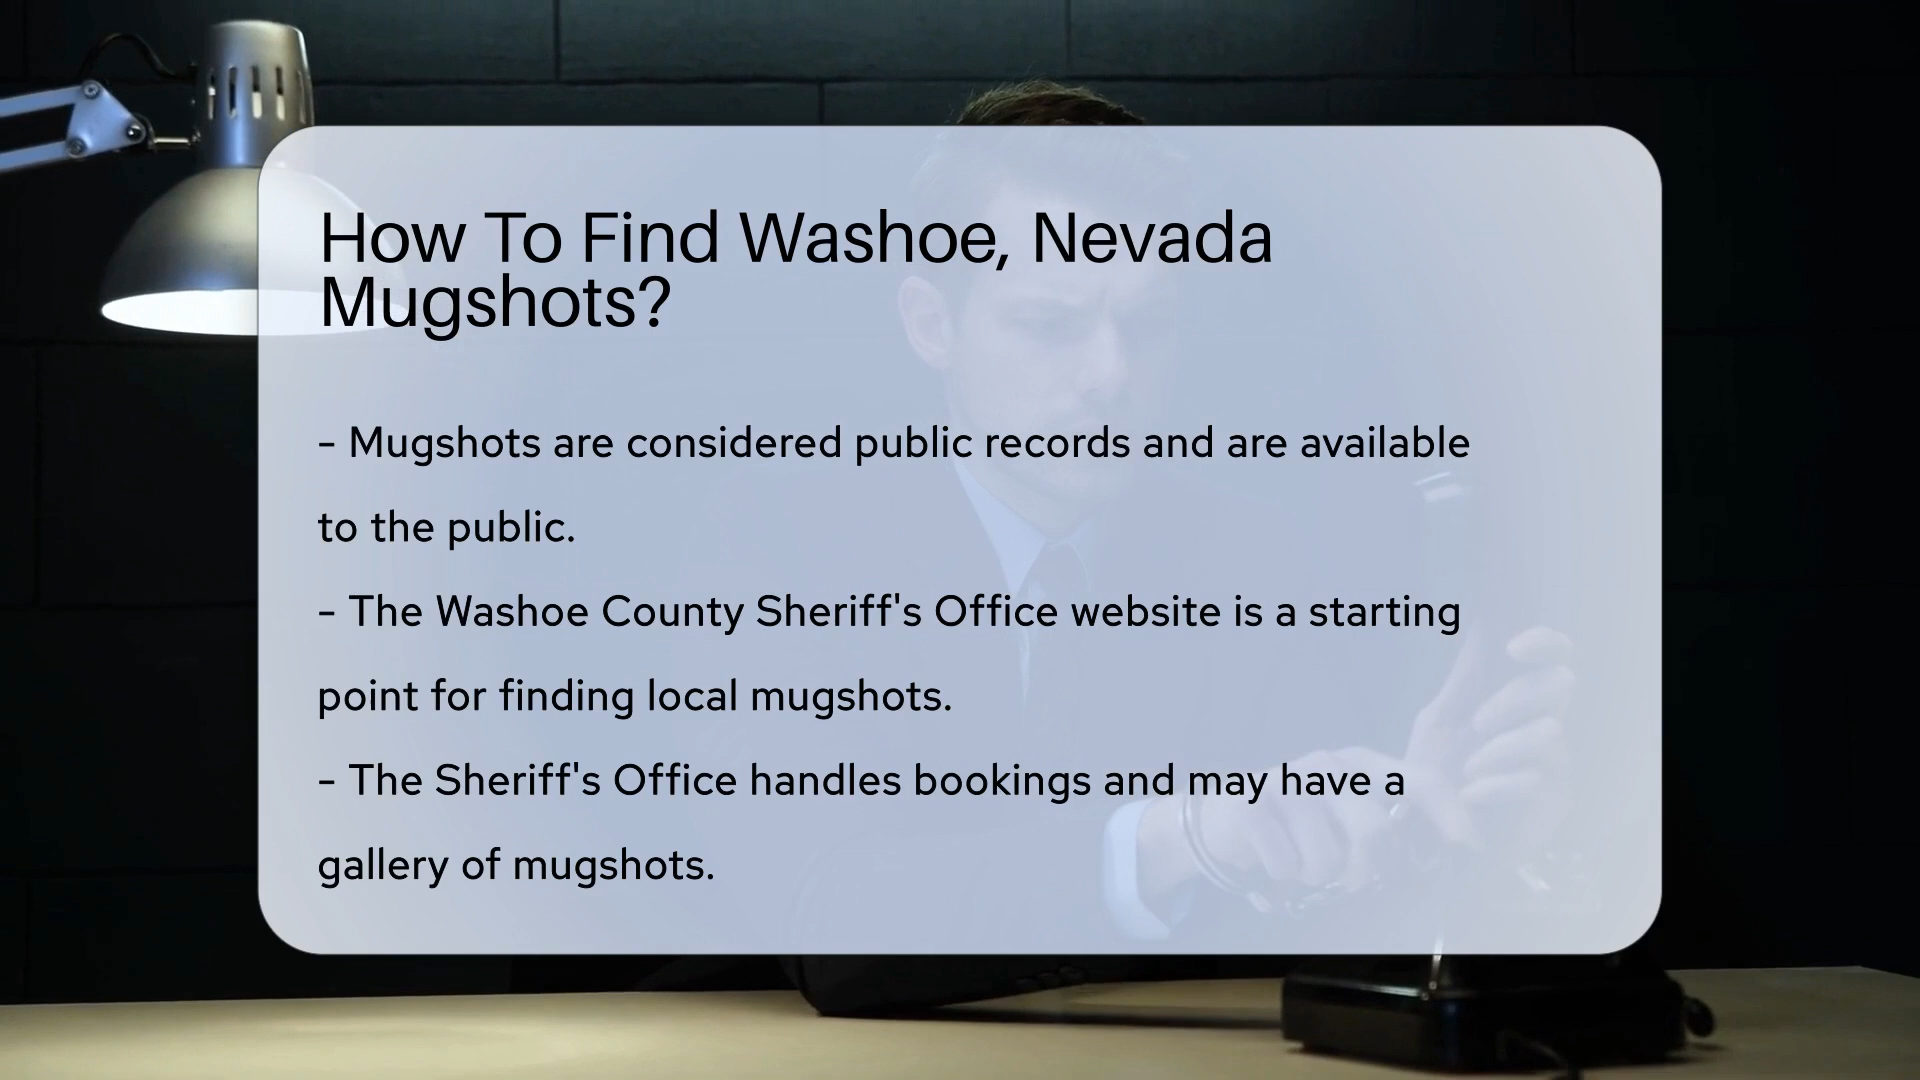 How To Find Washoe, Nevada
Mugshots?
- Mugshots are considered public records and are available
to the public.
- The Washoe County Sheriff's Office website is a starting
point for finding local mugshots.
- The Sheriff's Office handles bookings and may have a
gallery of mugshots.